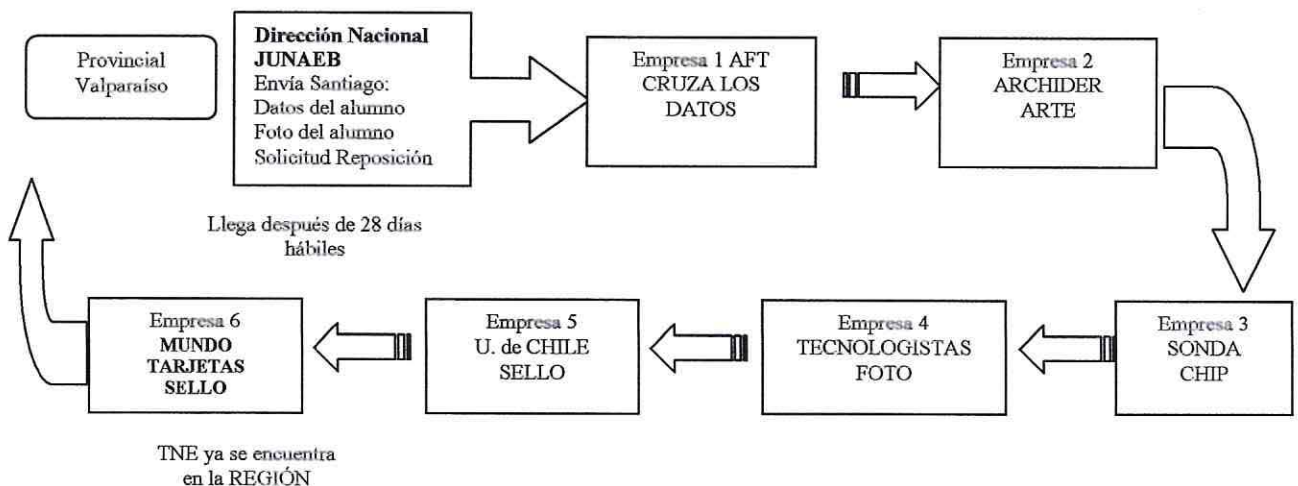 Provincial
Valparaíso
Dirección Nacional
JUNAEB
Envía Santiago:
Datos del alumno
Foto del alumno
Solicitud Reposición
Empresa 1 AFT
CRUZA LOS
DATOS
Empresa 2
ARCHIDER
ARTE
Llega después de 28 días
hábiles
Empresa 6
MUNDO
TARJETAS
SELLO
Empresa 5
U. de CHILE
SELLO
Empresa 4
TECNOLOGISTAS
FOTO
Empresa 3
SONDA
CHIP
TNE ya se encuentra
en la REGIÓN